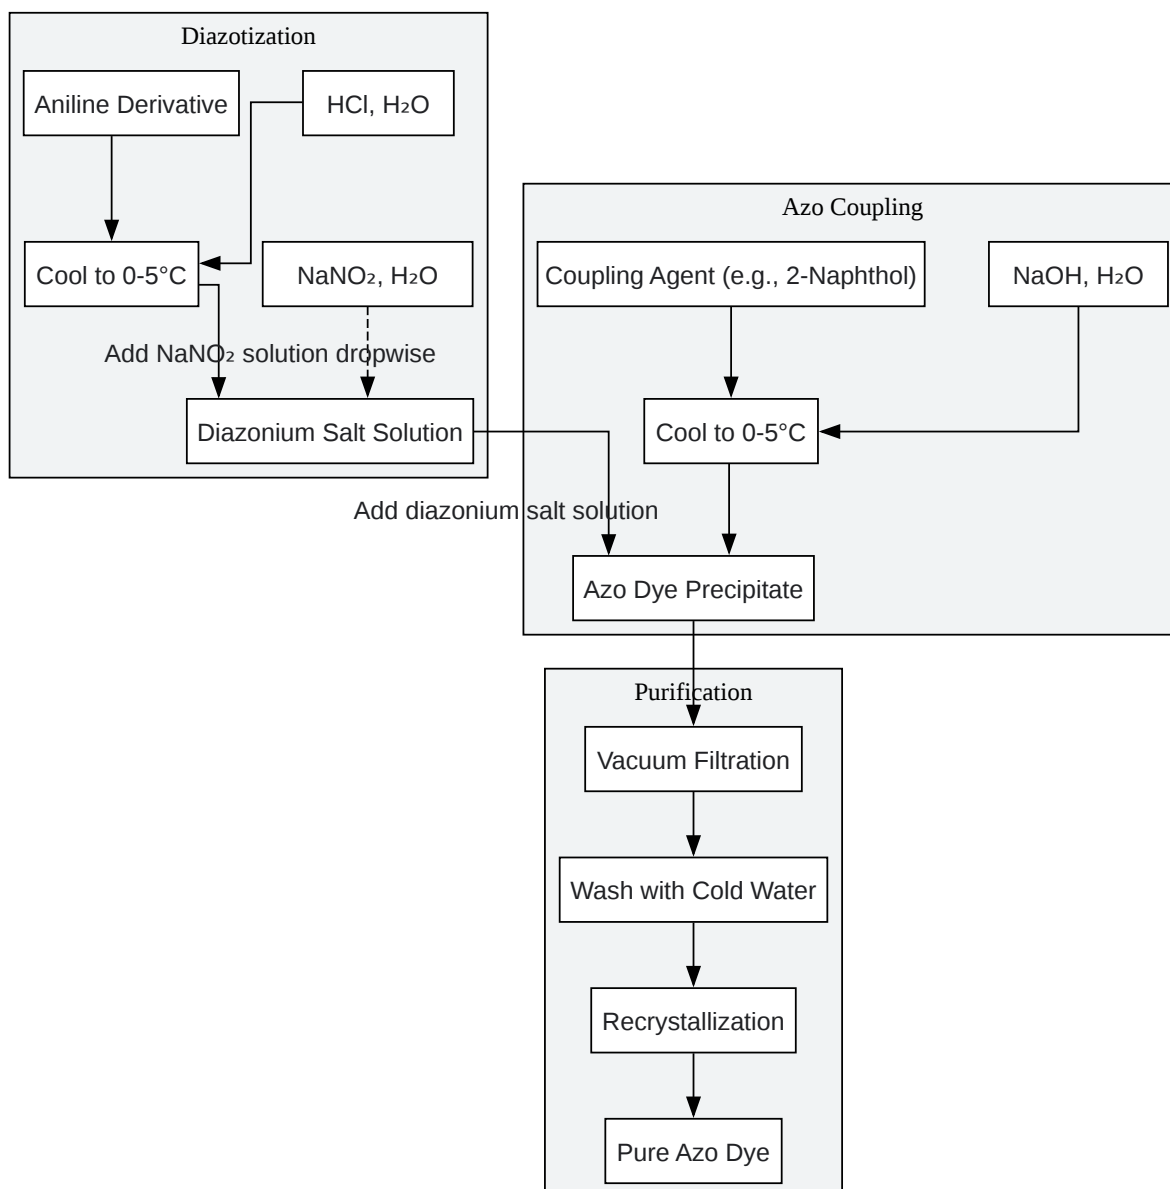 Diazotization
Aniline Derivative
HCl, H₂O
Cool to 0-5°C
NaNO₂, H₂O
Add NaNO₂ solution dropwise
Diazonium Salt Solution
Azo Coupling
Coupling Agent (e.g., 2-Naphthol)
NaOH, H₂O
Cool to 0-5°C
Add diazonium salt solution
Azo Dye Precipitate
Purification
Vacuum Filtration
Wash with Cold Water
Recrystallization
Pure Azo Dye